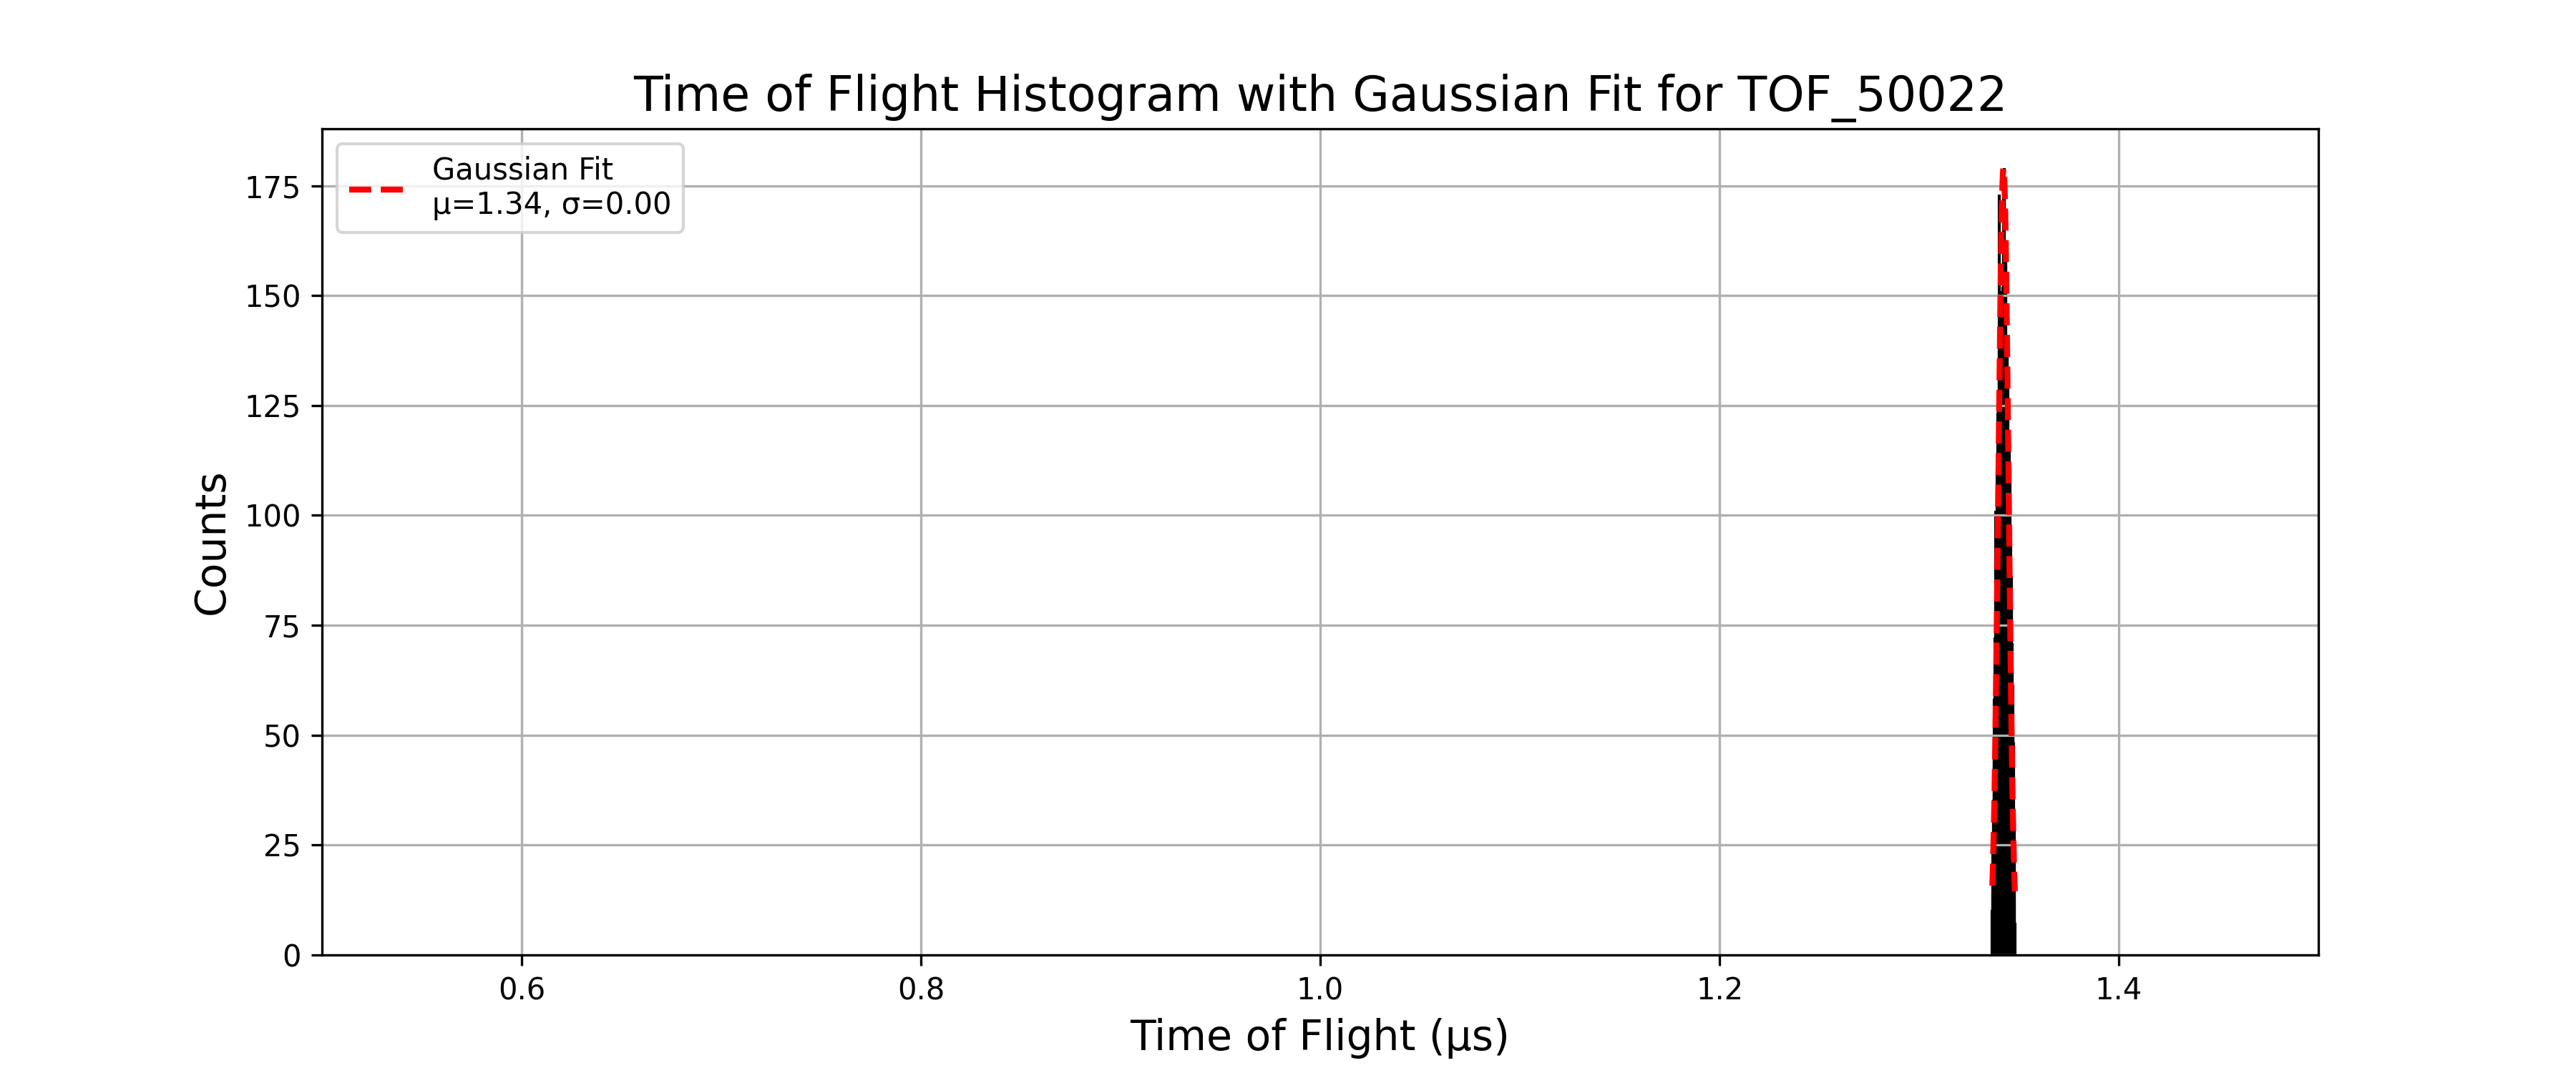 Time of Flight Histogram with Gaussian Fit for TOF_50022
Gaussian Fit
μ=1.34, σ=0.00
175
150
125
100
75
50
25
0
Counts
0.6
0.8
1.0
1.2
1.4
Time of Flight (μs)